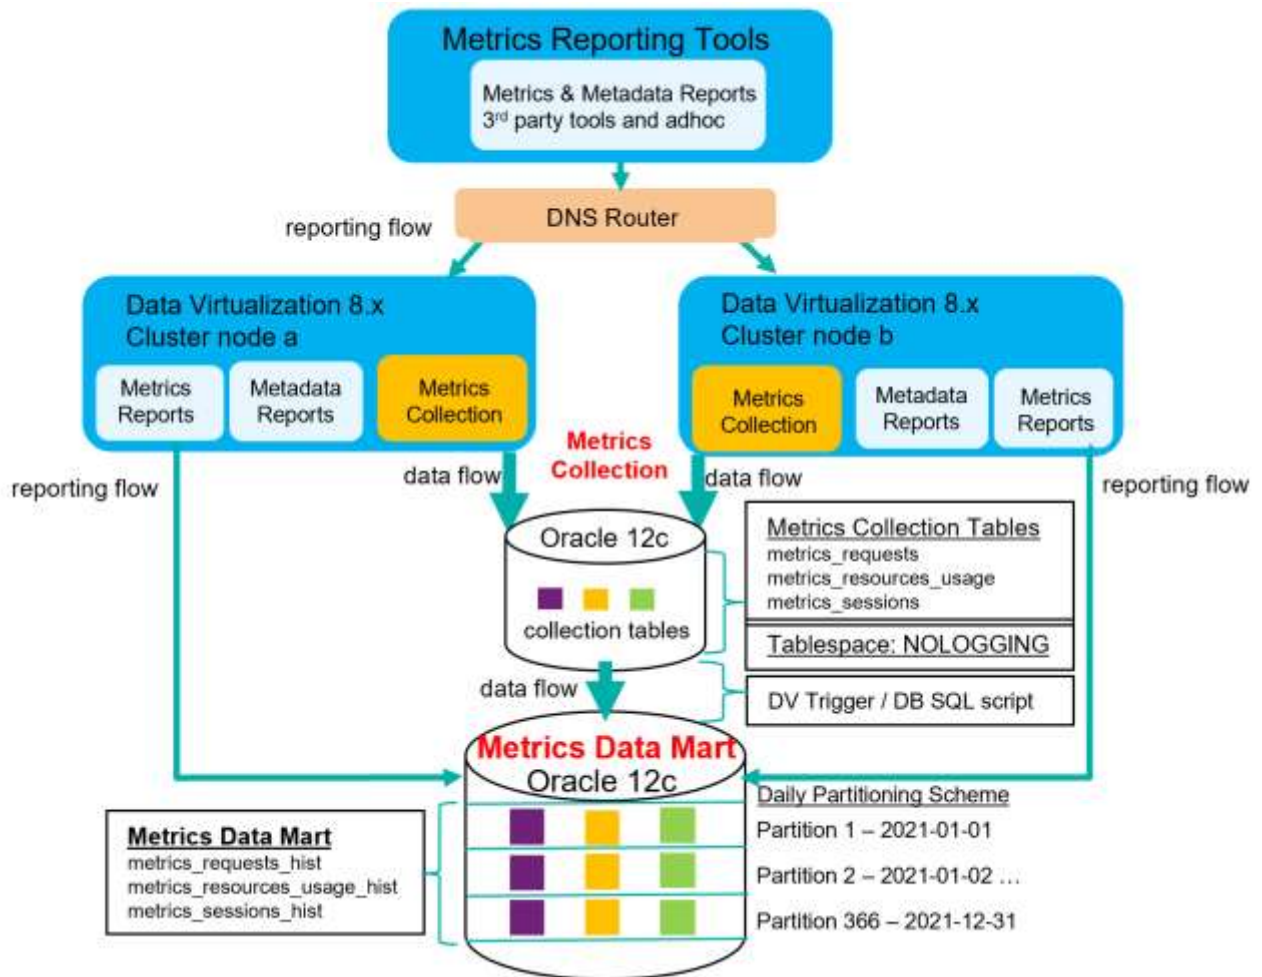 Metrics Reporting Tools
Metrics & Metadata Reports
3rd party tools and adhoc
DNS Router
reporting flow
Data Virtualization 8.x
Cluster node a
Metrics
Reports
Metadata
Reports
Metrics
Collection
Data Virtualization 8.x
Cluster node b
Metrics
Collection
Metadata
Reports
Metrics
Reports
Metrics
Collection
reporting flow
data flow
data flow
reporting flow
Oracle 12c
collection tables
Metrics Collection Tables
metrics_requests
metrics_resources_usage
metrics_sessions
Tablespace: NOLOGGING
data flow
DV Trigger / DB SQL script
Metrics Data Mart
Oracle 12c
Metrics Data Mart
metrics_requests_hist
metrics_resources_usage_hist
metrics_sessions_hist
Daily Partitioning Scheme
Partition 1 – 2021-01-01
Partition 2 – 2021-01-02 ...
Partition 366 – 2021-12-31